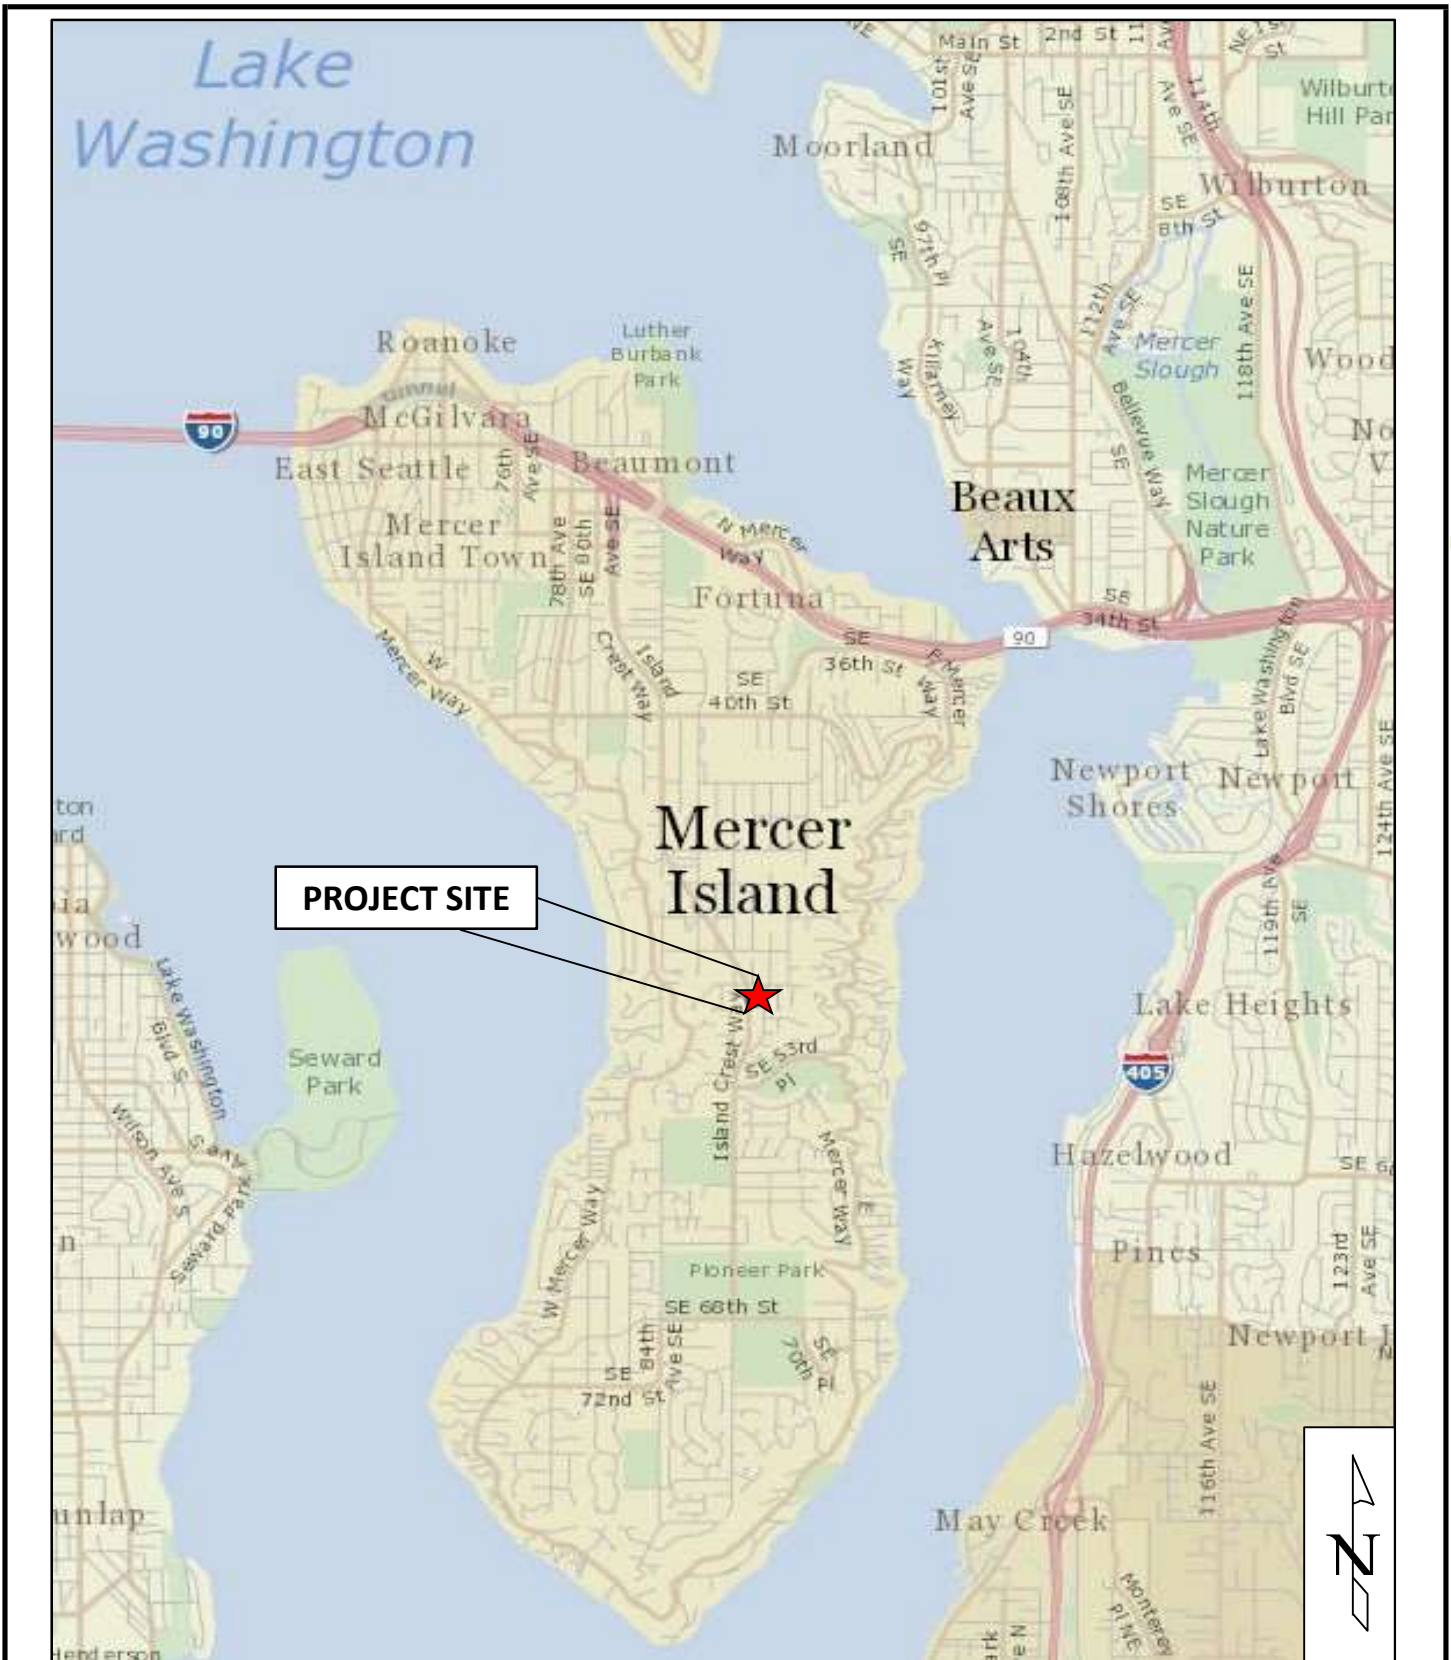 Lake
Washington
Main St
2nd St
101st
Ave SE
108th Ave SE
114th
Ave SE
Moorland
Wilburton
SE
8th St
97th Pl
SE
112th
Ave SE
118th Ave SE
Mercer
Slough
104th
Ave SE
Killarney
Way
Bellevue Way
SE
Roanoke
Luther
Burbank
Park
McGilvara
90
East Seattle
76th
Ave SE
Beaumont
Mercer
Island Town
78th Ave
SE
80th
Ave SE
N Mercer
Way
Beaux
Arts
Mercer
Slough
Nature
Park
Fortuna
SE
34th St
90
SE
36th St
E Mercer
Way
W
Mercer Way
Island
Crest Way
SE
40th St
Lake Washington
Blvd SE
124th Ave SE
Newport
Shores
Newport
Mercer
Island
PROJECT SITE
119th Ave
SE
Lake Heights
405
Lake Washington
Blvd S
Seward
Park
Island Crest Way
SE 53rd
Pl
Wilson Ave S
Seward Park
Ave S
Hazelwood
E
Mercer Way
W Mercer Way
Pines
123rd
Ave SE
Pioneer Park
SE 68th St
84th
Ave SE
SE
70th
Pl
SE
72nd St
116th Ave SE
May Creek
Monterey
Pl NE
Henderson
N